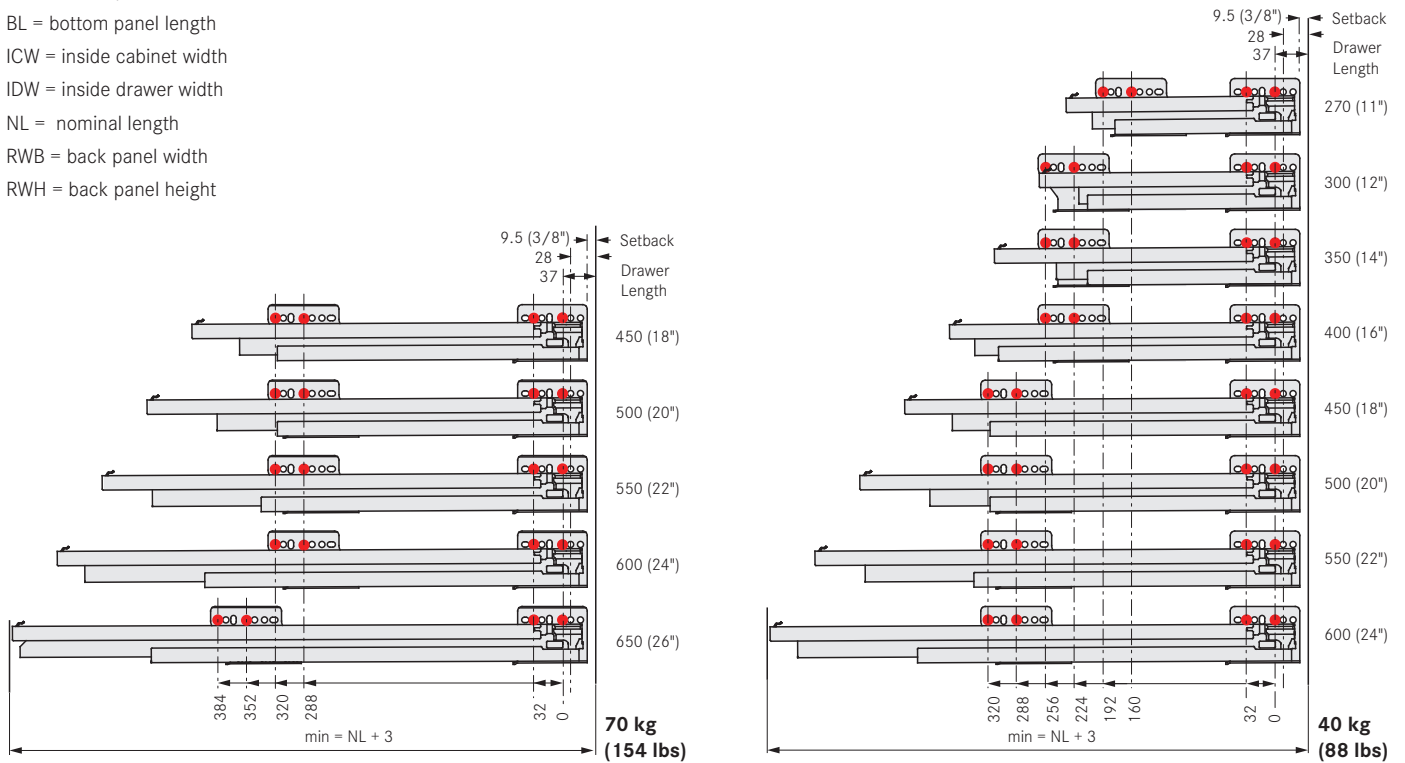 BL = bottom panel length
ICW = inside cabinet width
IDW = inside drawer width
NL = nominal length
RWB = back panel width
RWH = back panel height
9.5 (3/8") Setback
28
37
Drawer
Length
450 (18")
500 (20")
550 (22")
600 (24")
650 (26")
384 352 320 288 32 0
min = NL + 3
70 kg
(154 lbs)
9.5 (3/8") Setback
28
37
Drawer
Length
270 (11")
300 (12")
350 (14")
400 (16")
450 (18")
500 (20")
550 (22")
600 (24")
320 288 256 224 192 160 32 0
min = NL + 3
40 kg
(88 lbs)